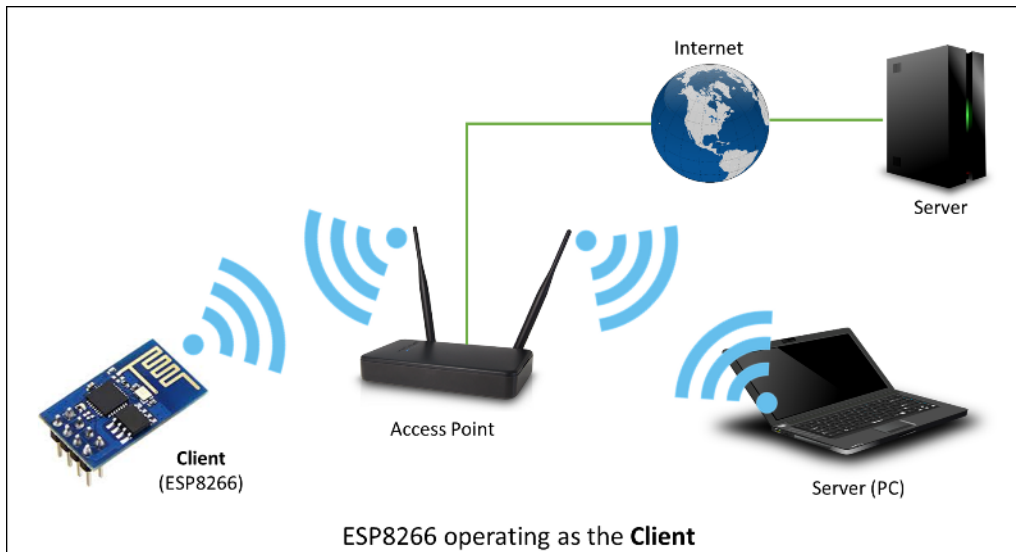 Internet
Server
Access Point
Client
(ESP8266)
Server (PC)
ESP8266 operating as the Client